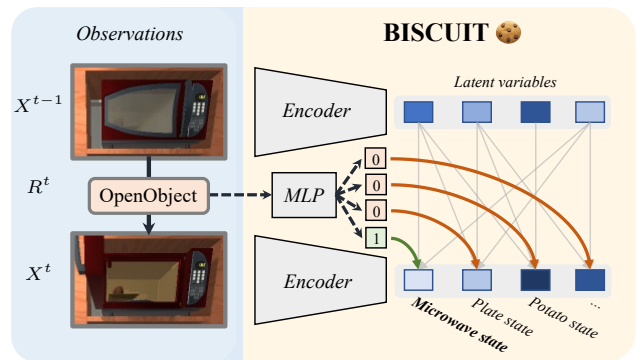 Observations
BISCUIT
Latent variables
X^{t-1}
Encoder
R^t
OpenObject
MLP
0
0
0
1
X^t
Encoder
Microwave state
Plate state
Potato state
...